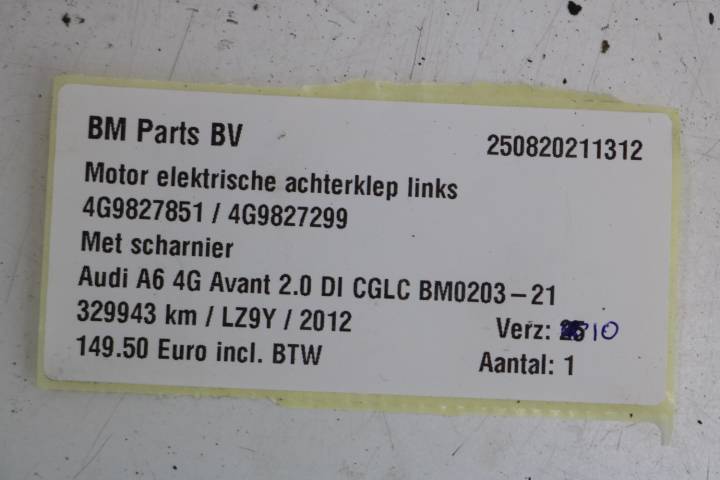 BM Parts BV 250820211312
Motor elektrische achterklep links
4G9827851 / 4G9827299
Met scharnier
Audi A6 4G Avant 2.0 DI CGLC BM0203-21
329943 km / LZ9Y / 2012 Verz: 10
149.50 Euro incl. BTW Aantal: 1